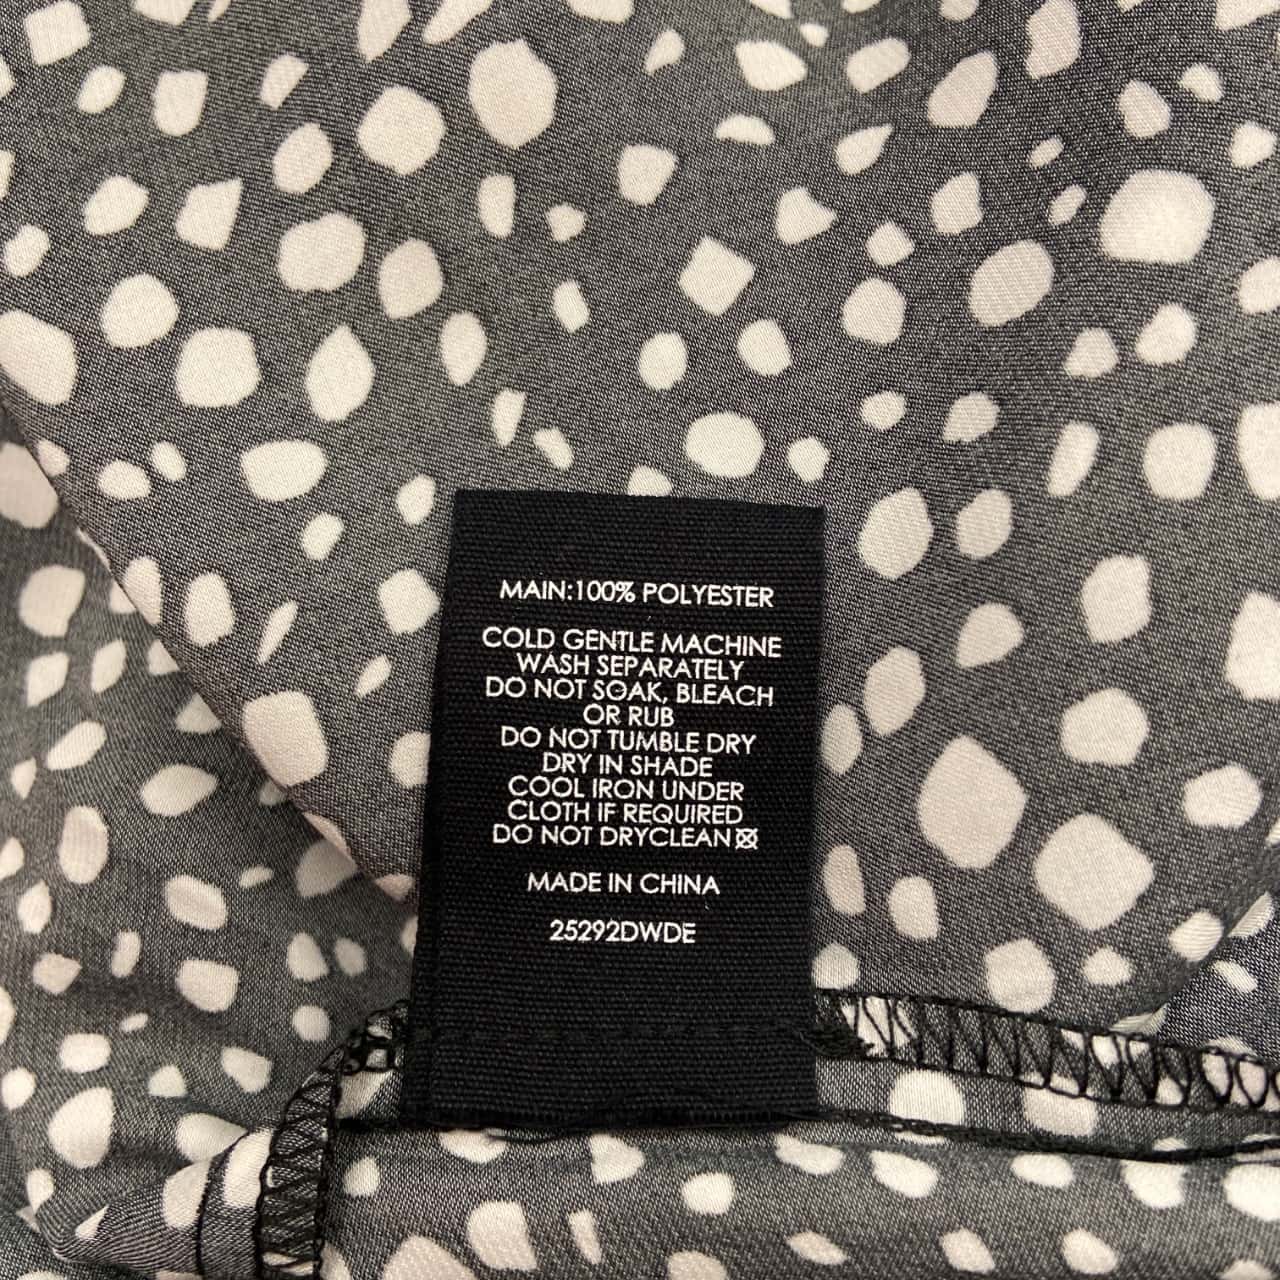 MAIN:100% POLYESTER
COLD GENTLE MACHINE
WASH SEPARATELY
DO NOT SOAK, BLEACH
OR RUB
DO NOT TUMBLE DRY
DRY IN SHADE
COOL IRON UNDER
CLOTH IF REQUIRED
DO NOT DRYCLEAN
MADE IN CHINA
25292DWDE